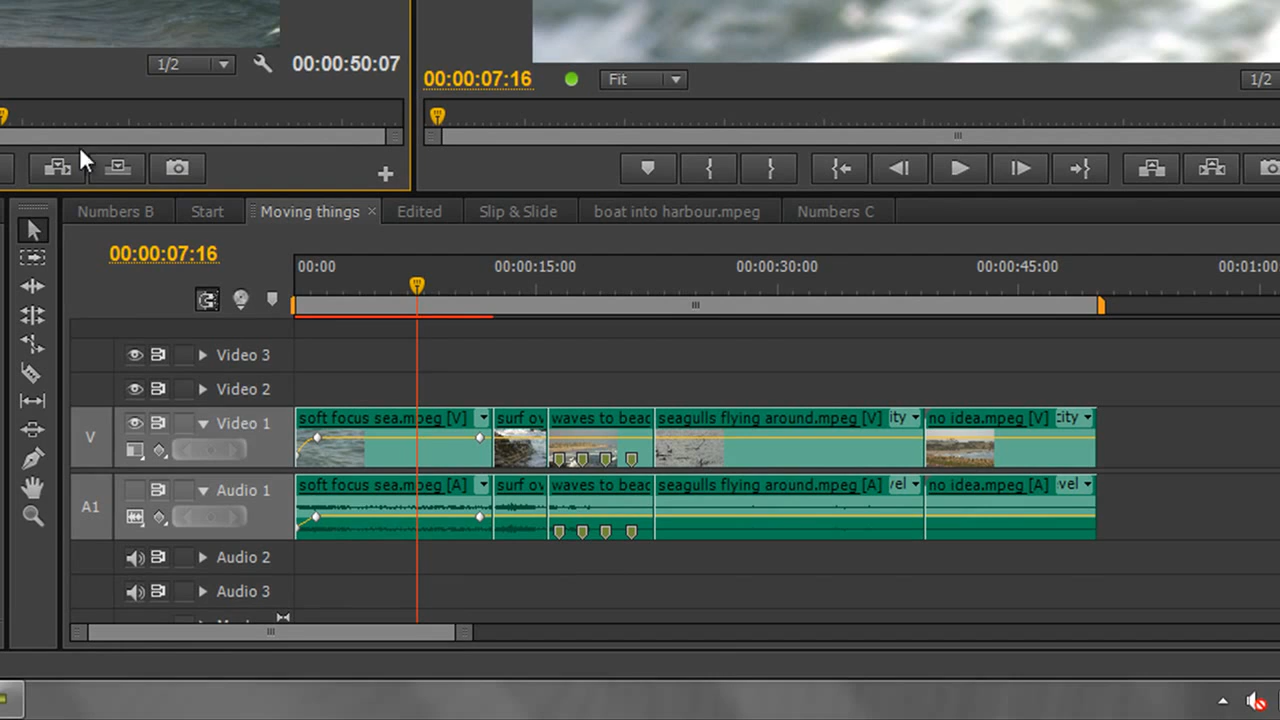 1/2
00:00:50:07
00:00:07:16
Fit
1/2
Numbers B
Start
Moving things
Edited
Slip & Slide
boat into harbour.mpeg
Numbers C
00:00:07:16
00:00
00:00:15:00
00:00:30:00
00:00:45:00
00:01:0
Video 3
Video 2
V
Video 1
soft focus sea.mpeg [V]
surf ov
waves to beac
seagulls flying around.mpeg [V]
ity
no idea.mpeg [V]
city
A1
Audio 1
soft focus sea.mpeg [A]
surf ov
waves to beac
seagulls flying around.mpeg [A]
vel
no idea.mpeg [A]
vel
Audio 2
Audio 3